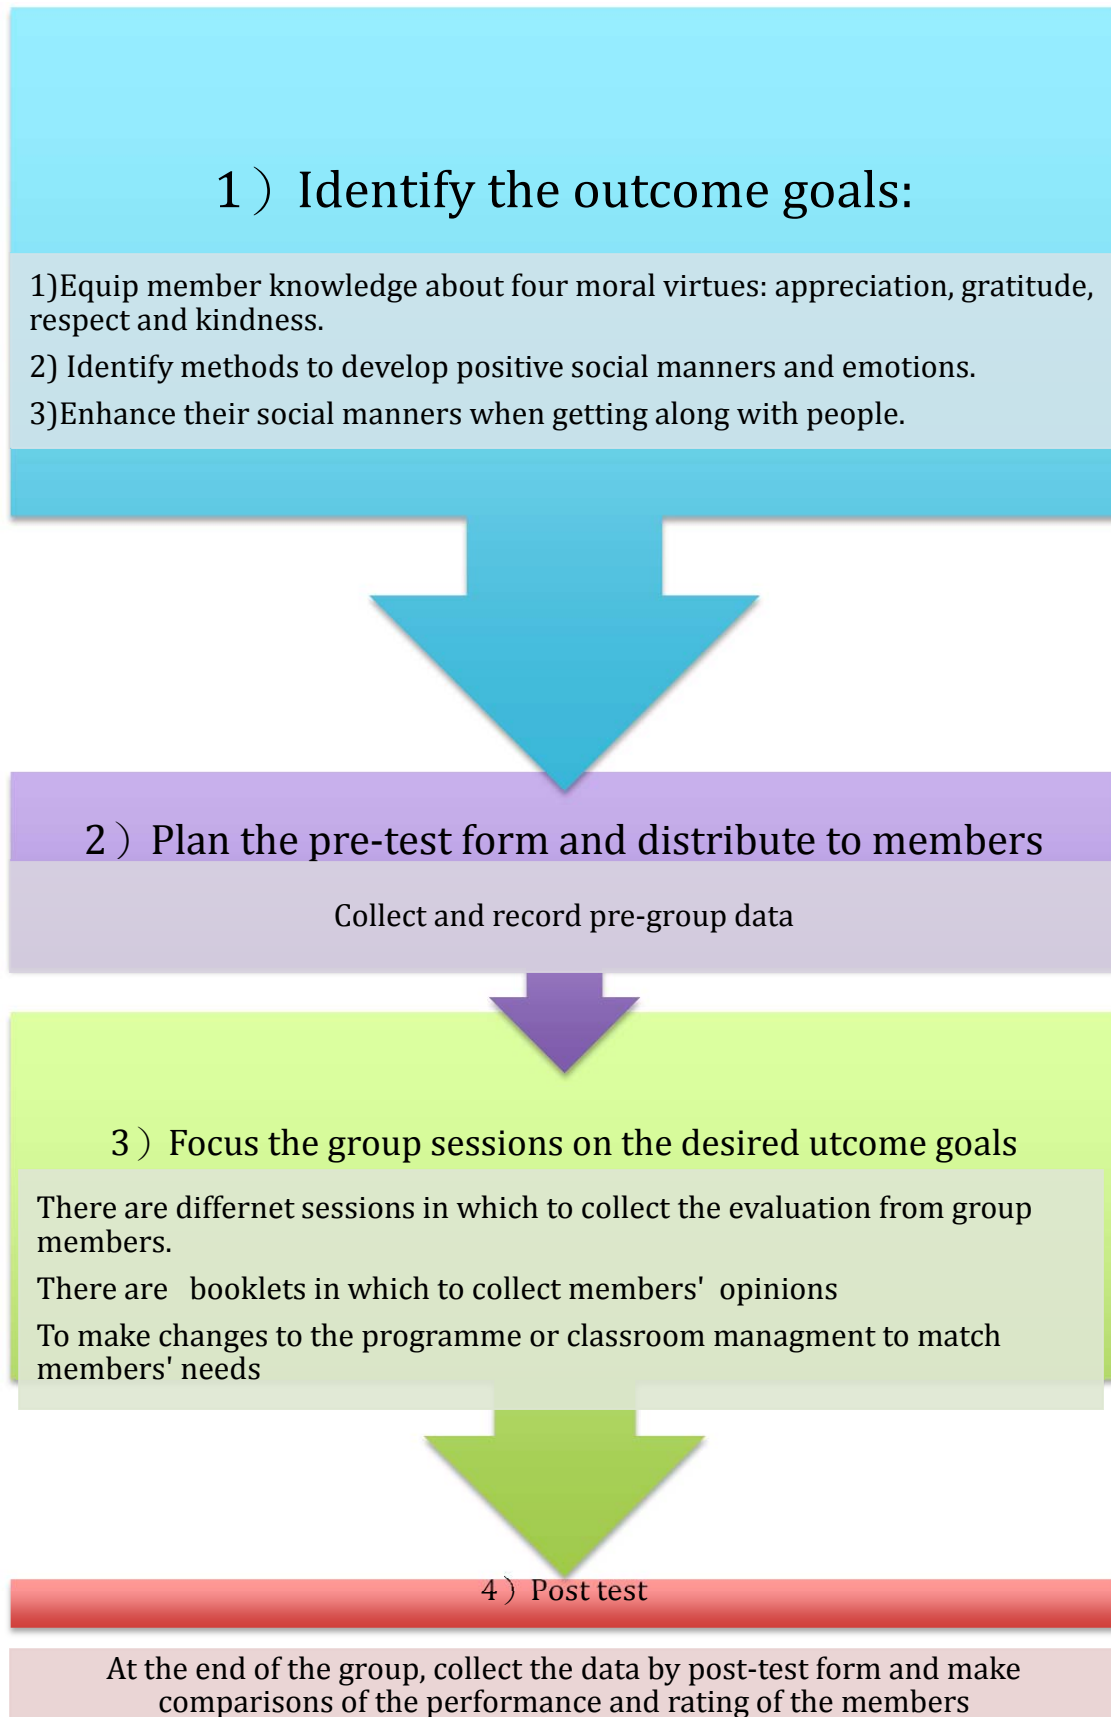 1） Identify the outcome goals:
1)Equip member knowledge about four moral virtues: appreciation, gratitude,
respect and kindness.
2) Identify methods to develop positive social manners and emotions.
3)Enhance their social manners when getting along with people.
2） Plan the pre-test form and distribute to members
Collect and record pre-group data
3） Focus the group sessions on the desired utcome goals
There are differnet sessions in which to collect the evaluation from group
members.
There are   booklets in which to collect members'  opinions
To make changes to the programme or classroom managment to match
members' needs
4） Post test
At the end of the group, collect the data by post-test form and make
comparisons of the performance and rating of the members